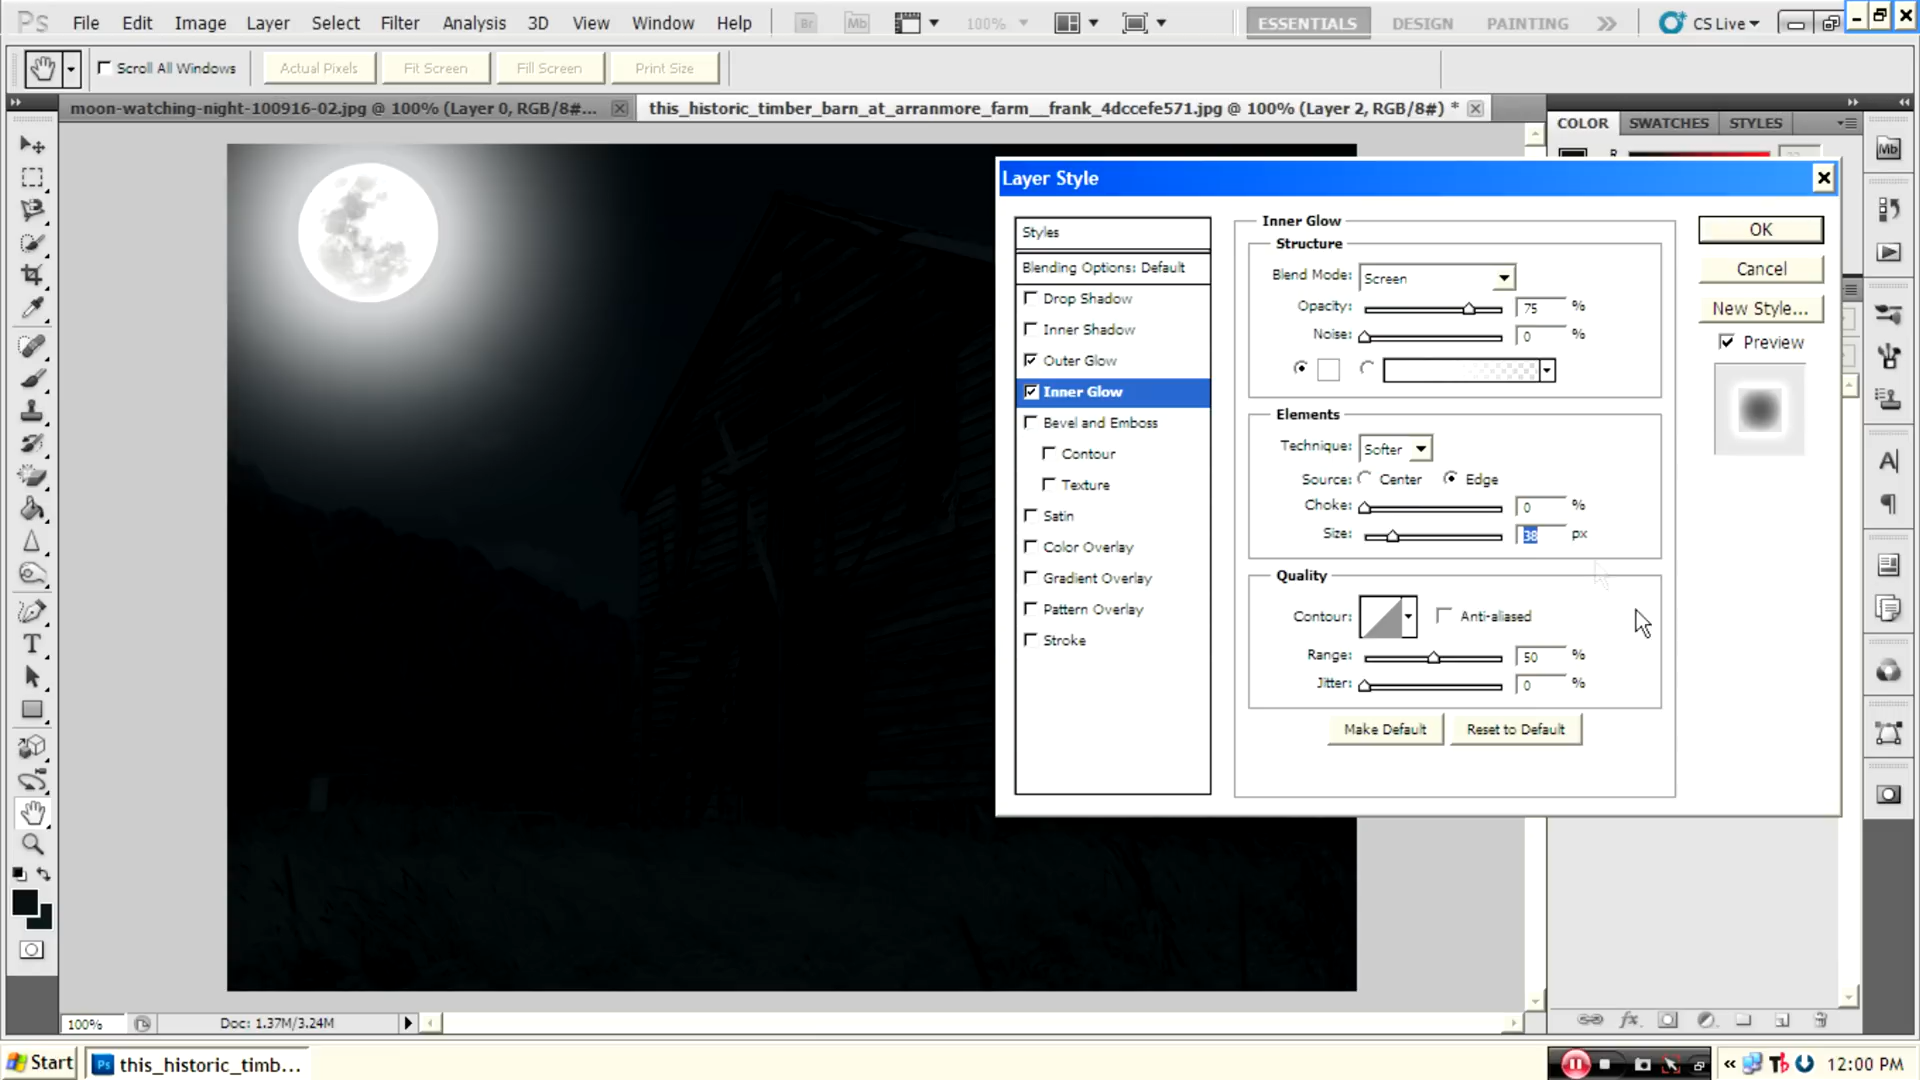 Ps File Edit Image Layer Select Filter Analysis 3D View Window Help Br Mb 100% ESSENTIALS DESIGN PAINTING CS Live
Scroll All Windows Actual Pixels Fit Screen Fill Screen Print Size
moon-watching-night-100916-02.jpg @ 100% (Layer 0, RGB/8#... this_historic_timber_barn_at_arranmore_farm__frank_4dccefe571.jpg @ 100% (Layer 2, RGB/8#) *
COLOR SWATCHES STYLES
R
Mb
Layer Style
Styles
Blending Options: Default
Drop Shadow
Inner Shadow
Outer Glow
Inner Glow
Bevel and Emboss
Contour
Texture
Satin
Color Overlay
Gradient Overlay
Pattern Overlay
Stroke
Inner Glow
Structure
Blend Mode: Screen
Opacity: 75 %
Noise: 0 %
Elements
Technique: Softer
Source: Center Edge
Choke: 0 %
Size: 38 px
Quality
Contour: Anti-aliased
Range: 50 %
Jitter: 0 %
Make Default Reset to Default
OK
Cancel
New Style...
Preview
100% Doc: 1.37M/3.24M
Start Ps this_historic_timb... 12:00 PM